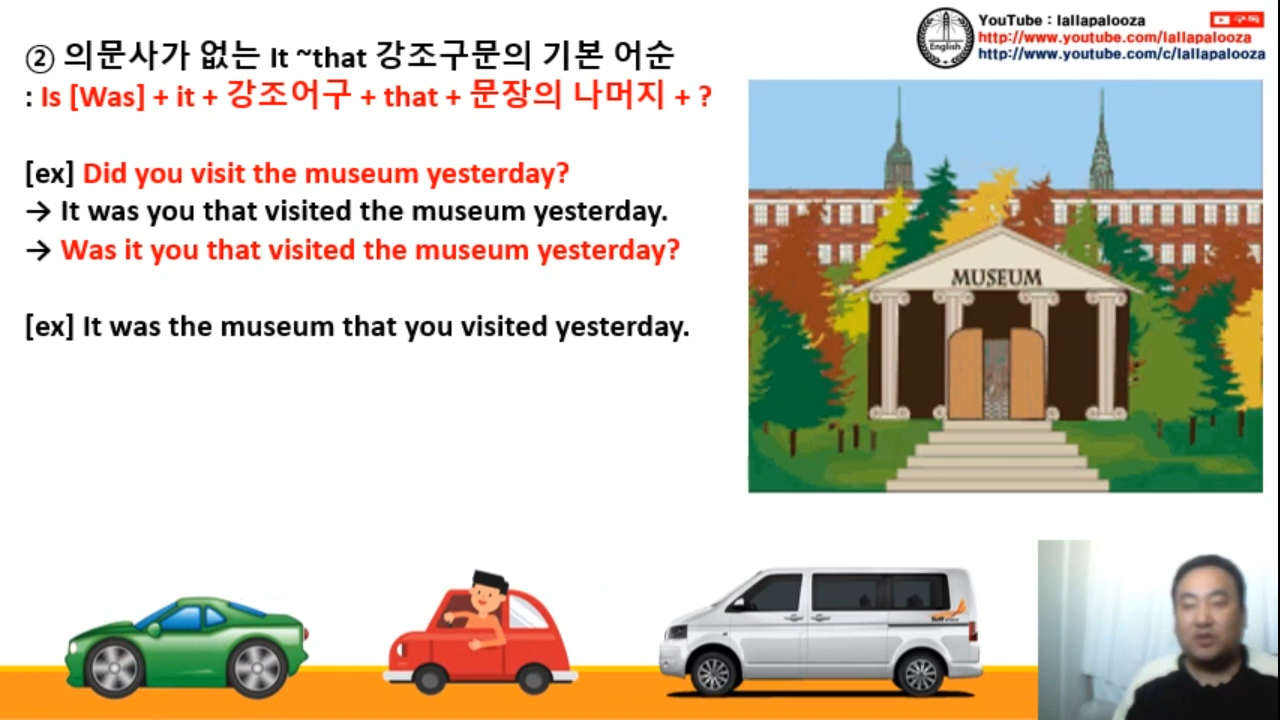 ② 의문사가 없는 It ~that 강조구문의 기본 어순
: Is [Was] + it + 강조어구 + that + 문장의 나머지 + ?
[ex] Did you visit the museum yesterday?
→ It was you that visited the museum yesterday.
→ Was it you that visited the museum yesterday?
[ex] It was the museum that you visited yesterday.
English
YouTube : lallapalooza
구독
http://www.youtube.com/lallapalooza
http://www.youtube.com/c/lallapalooza
MUSEUM